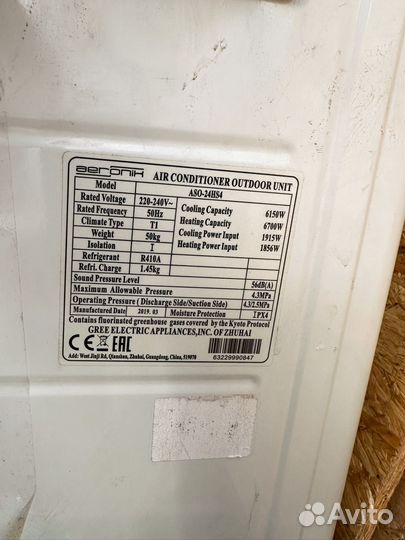 aeronik AIR CONDITIONER OUTDOOR UNIT
Model ASO-24HS4
Rated Voltage 220-240V~ Cooling Capacity 6150W
Rated Frequency 50Hz Heating Capacity 6700W
Climate Type T1 Cooling Power Input 1915W
Weight 50kg Heating Power Input 1856W
Isolation I
Refrigerant R410A
Refri. Charge 1.45kg
Sound Pressure Level 56dB(A)
Maximum Allowable Pressure 4.3MPa
Operating Pressure (Discharge Side/Suction Side) 4.3/2.5MPa
Manufactured Date 2019.03 Moisture Protection IPX4
Contains fluorinated greenhouse gases covered by the Kyoto Protocol
GREE ELECTRIC APPLIANCES, INC. OF ZHUHAI
CE EAC
63229990847
Add: West Jinji Rd, Qianshan, Zhuhai, Guangdong, China, 519070
Avito